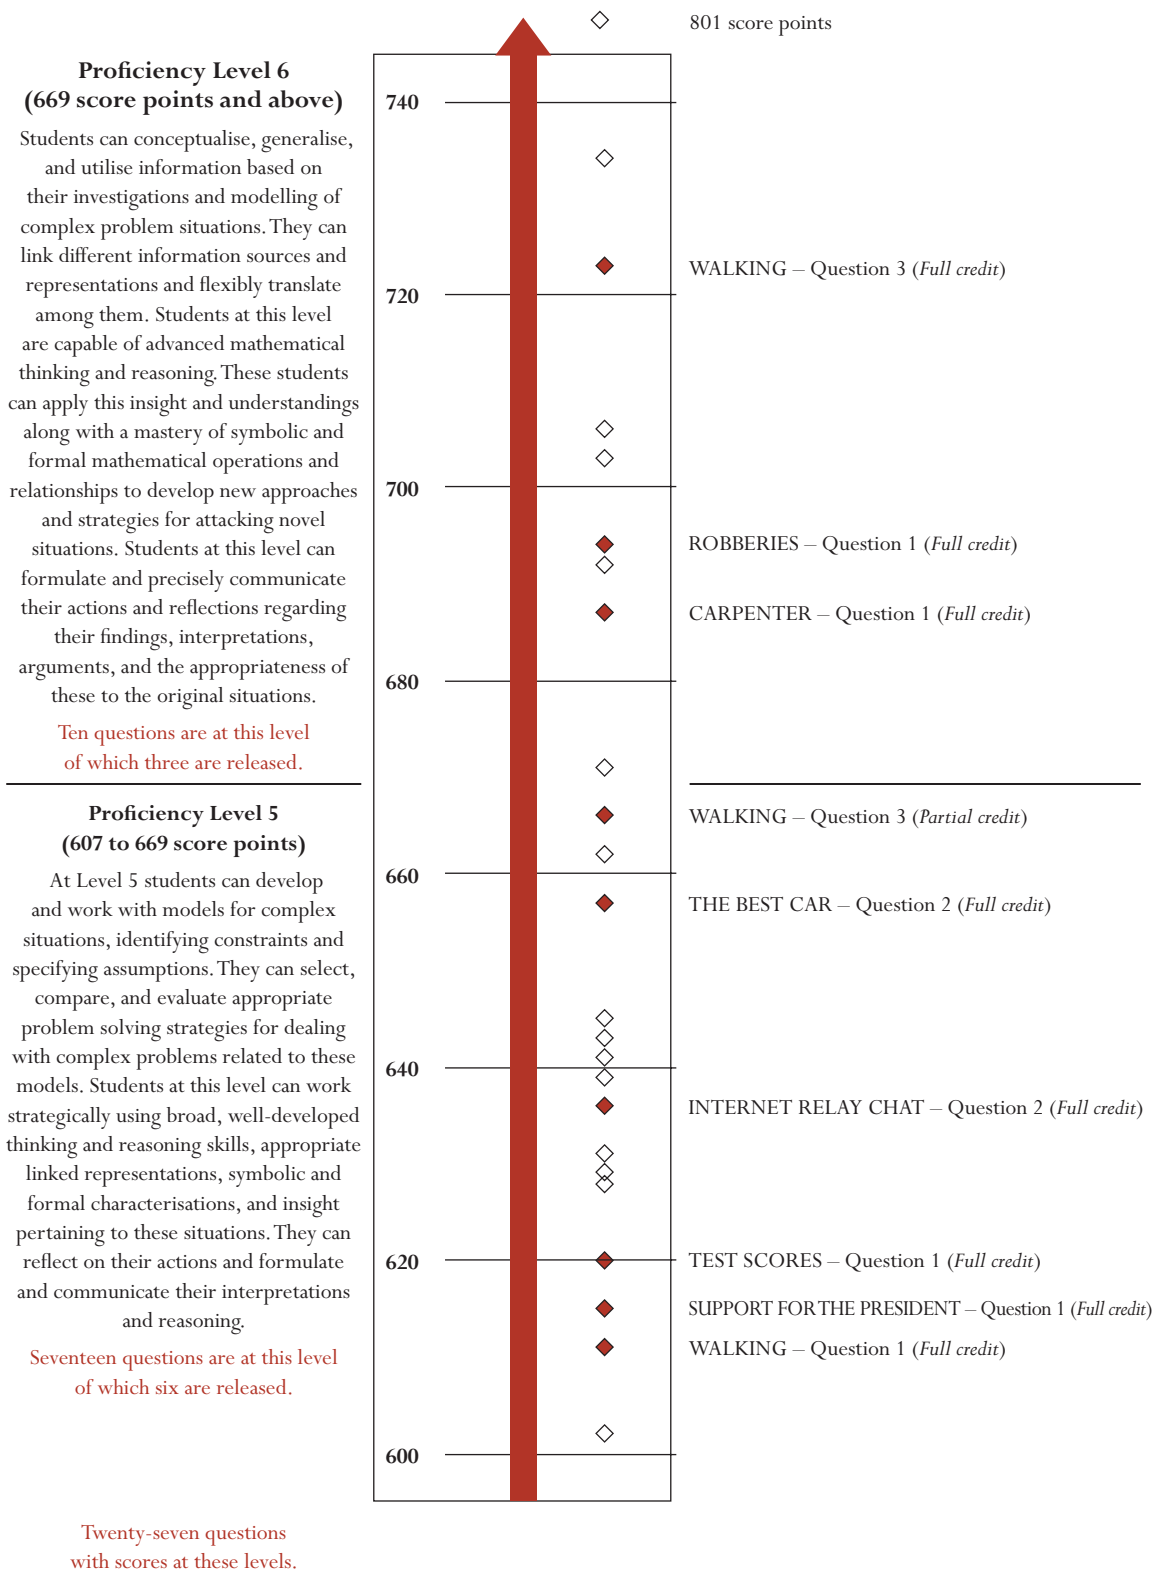 801 score points
Proficiency Level 6
(669 score points and above)
Students can conceptualise, generalise,
and utilise information based on
their investigations and modelling of
complex problem situations. They can
link different information sources and
representations and flexibly translate
among them. Students at this level
are capable of advanced mathematical
thinking and reasoning. These students
can apply this insight and understandings
along with a mastery of symbolic and
formal mathematical operations and
relationships to develop new approaches
and strategies for attacking novel
situations. Students at this level can
formulate and precisely communicate
their actions and reflections regarding
their findings, interpretations,
arguments, and the appropriateness of
these to the original situations.
Ten questions are at this level
of which three are released.
Proficiency Level 5
(607 to 669 score points)
At Level 5 students can develop
and work with models for complex
situations, identifying constraints and
specifying assumptions. They can select,
compare, and evaluate appropriate
problem solving strategies for dealing
with complex problems related to these
models. Students at this level can work
strategically using broad, well-developed
thinking and reasoning skills, appropriate
linked representations, symbolic and
formal characterisations, and insight
pertaining to these situations. They can
reflect on their actions and formulate
and communicate their interpretations
and reasoning.
Seventeen questions are at this level
of which six are released.
Twenty-seven questions
with scores at these levels.
740
720
700
680
660
640
620
600
WALKING – Question 3 (Full credit)
ROBBERIES – Question 1 (Full credit)
CARPENTER – Question 1 (Full credit)
WALKING – Question 3 (Partial credit)
THE BEST CAR – Question 2 (Full credit)
INTERNET RELAY CHAT – Question 2 (Full credit)
TEST SCORES – Question 1 (Full credit)
SUPPORT FOR THE PRESIDENT – Question 1 (Full credit)
WALKING – Question 1 (Full credit)